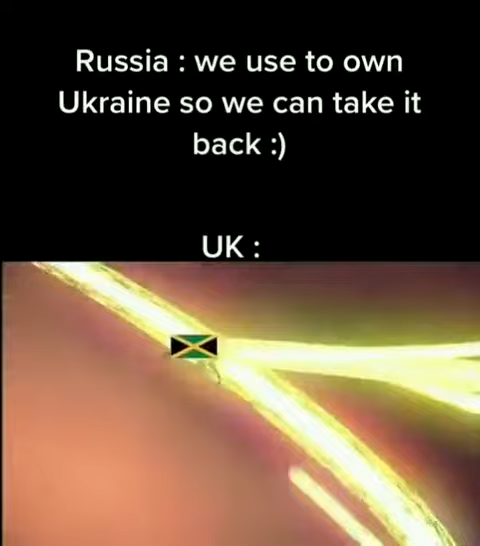 Russia : we use to own
Ukraine so we can take it
back :)
UK :